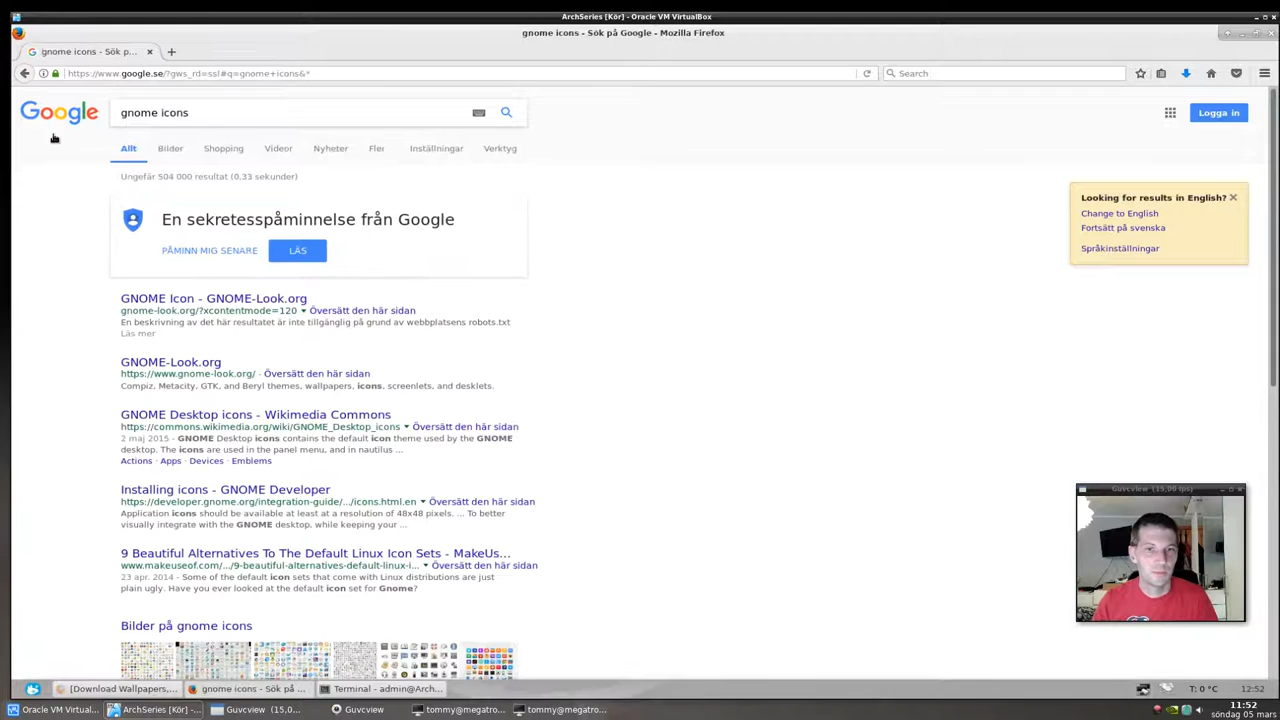 ArchSeries [Kör] - Oracle VM VirtualBox
gnome icons - Sök på Google - Mozilla Firefox
gnome icons - Sök p...
https://www.google.se/?gws_rd=ssl#q=gnome+icons&*
Search
Google
gnome icons
Logga in
Allt Bilder Shopping Videor Nyheter Fler Inställningar Verktyg
Ungefär 504 000 resultat (0,33 sekunder)
En sekretesspåminnelse från Google
PÅMINN MIG SENARE
LÄS
Looking for results in English?
Change to English
Fortsätt på svenska
Språkinställningar
GNOME Icon - GNOME-Look.org
gnome-look.org/?xcontentmode=120 Översätt den här sidan
En beskrivning av det här resultatet är inte tillgänglig på grund av webbplatsens robots.txt
Läs mer
GNOME-Look.org
https://www.gnome-look.org/ - Översätt den här sidan
Compiz, Metacity, GTK, and Beryl themes, wallpapers, icons, screenlets, and desklets.
GNOME Desktop icons - Wikimedia Commons
https://commons.wikimedia.org/wiki/GNOME_Desktop_icons Översätt den här sidan
2 maj 2015 - GNOME Desktop icons contains the default icon theme used by the GNOME
desktop. The icons are used in the panel menu, and in nautilus ...
Actions · Apps · Devices · Emblems
Installing icons - GNOME Developer
https://developer.gnome.org/integration-guide/.../icons.html.en Översätt den här sidan
Application icons should be available at least at a resolution of 48x48 pixels. ... To better
visually integrate with the GNOME desktop, while keeping your ...
9 Beautiful Alternatives To The Default Linux Icon Sets - MakeUs...
www.makeuseof.com/.../9-beautiful-alternatives-default-linux-i... Översätt den här sidan
23 apr. 2014 - Some of the default icon sets that come with Linux distributions are just
plain ugly. Have you ever looked at the default icon set for Gnome?
Bilder på gnome icons
Guvcview (15,00 fps)
[Download Wallpapers,... gnome icons - Sök på ... Terminal - admin@Arch...
T: 0 °C
12:52
Oracle VM Virtual... ArchSeries [Kör] -... Guvcview (15,0... Guvcview tommy@megatro... tommy@megatro...
11:52
söndag 05 mars